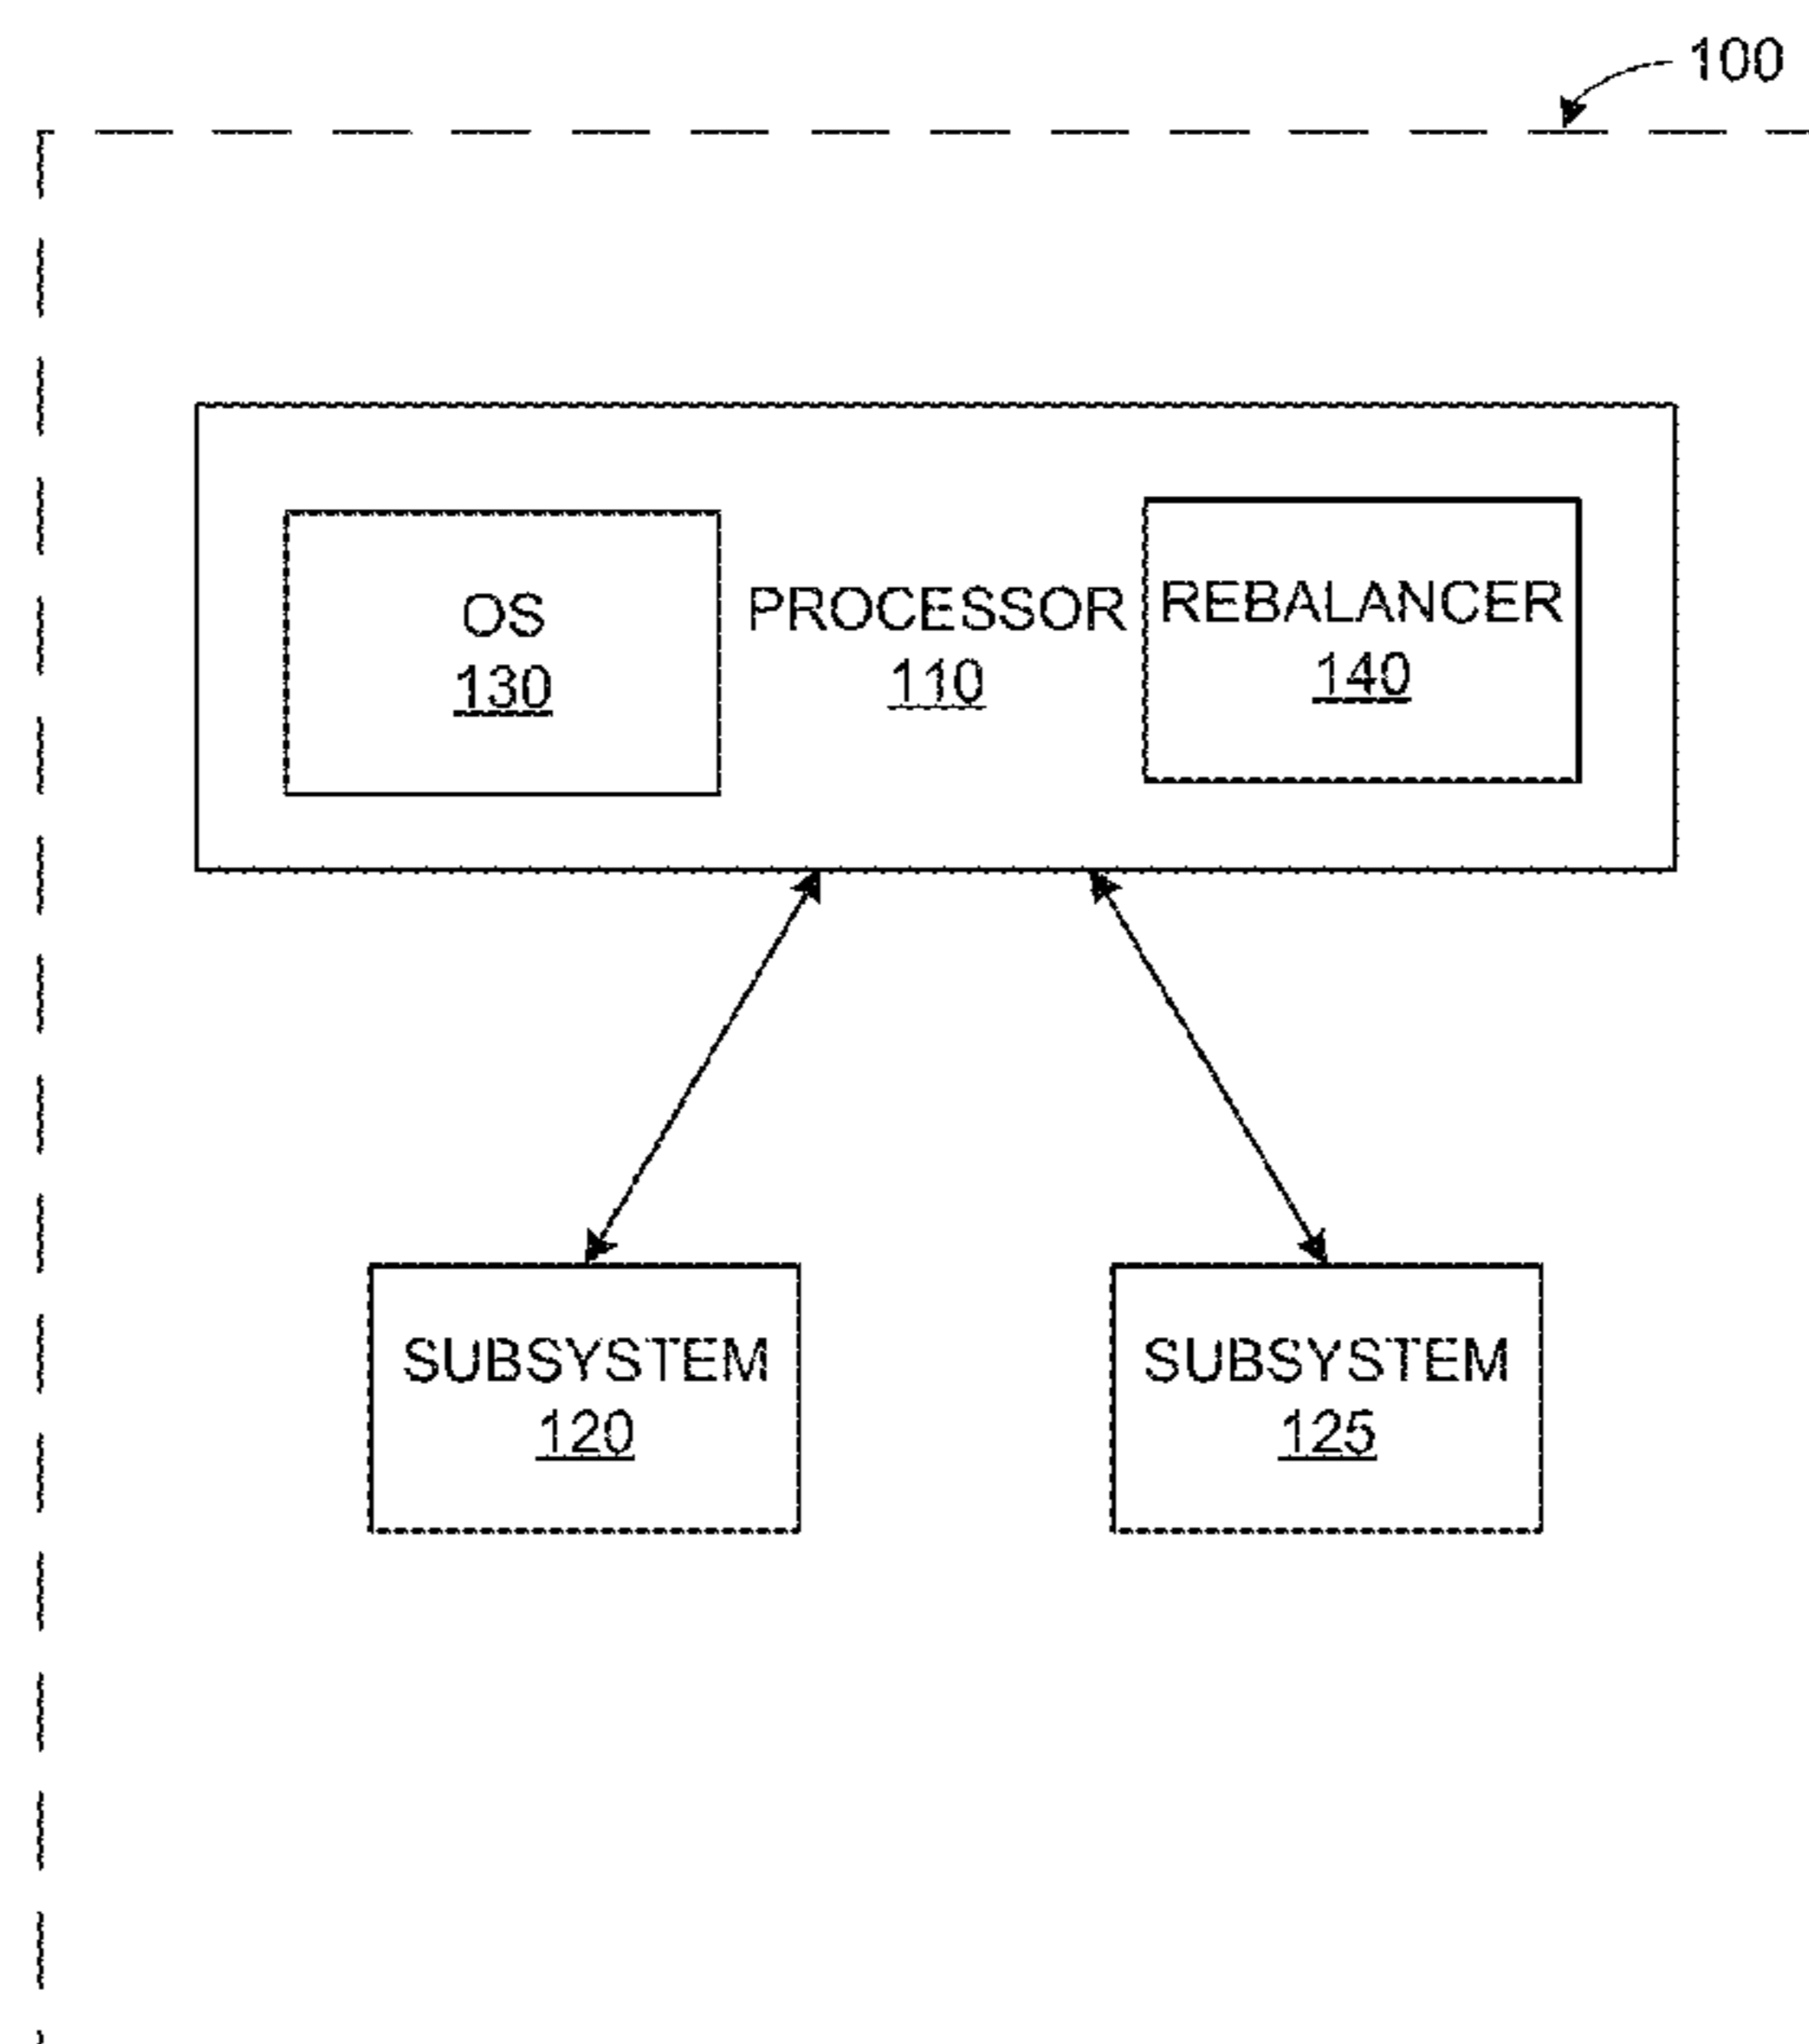 100
OS
130
PROCESSOR
110
REBALANCER
140
SUBSYSTEM
120
SUBSYSTEM
125